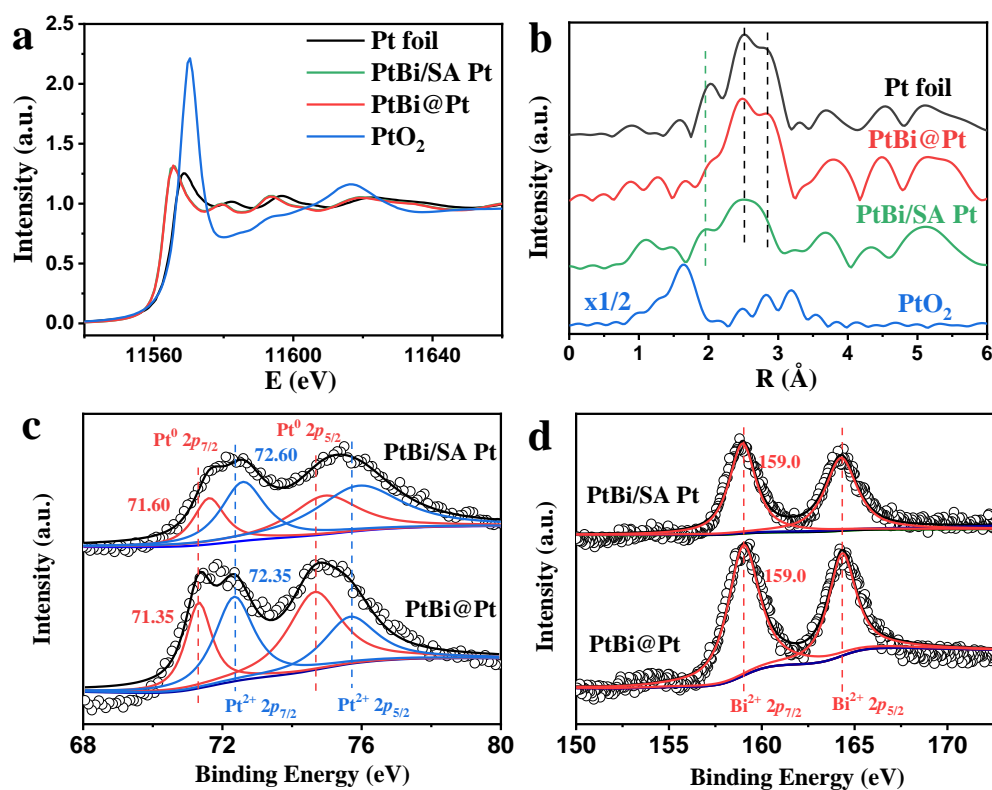 a
Pt foil
PtBi/SA Pt
PtBi@Pt
PtO₂
Intensity (a.u.)
2.5
2.0
1.5
1.0
0.5
0.0
11560
11600
11640
E (eV)
b
Pt foil
PtBi@Pt
PtBi/SA Pt
x1/2
PtO₂
Intensity (a.u.)
0
1
2
3
4
5
6
R (Å)
c
Pt⁰ 2p₇/₂
Pt⁰ 2p₅/₂
72.60
PtBi/SA Pt
71.60
72.35
71.35
PtBi@Pt
Pt²⁺ 2p₇/₂
Pt²⁺ 2p₅/₂
Intensity (a.u.)
68
70
72
74
76
78
80
Binding Energy (eV)
d
159.0
PtBi/SA Pt
159.0
PtBi@Pt
Bi²⁺ 2p₇/₂
Bi²⁺ 2p₅/₂
Intensity (a.u.)
150
155
160
165
170
Binding Energy (eV)